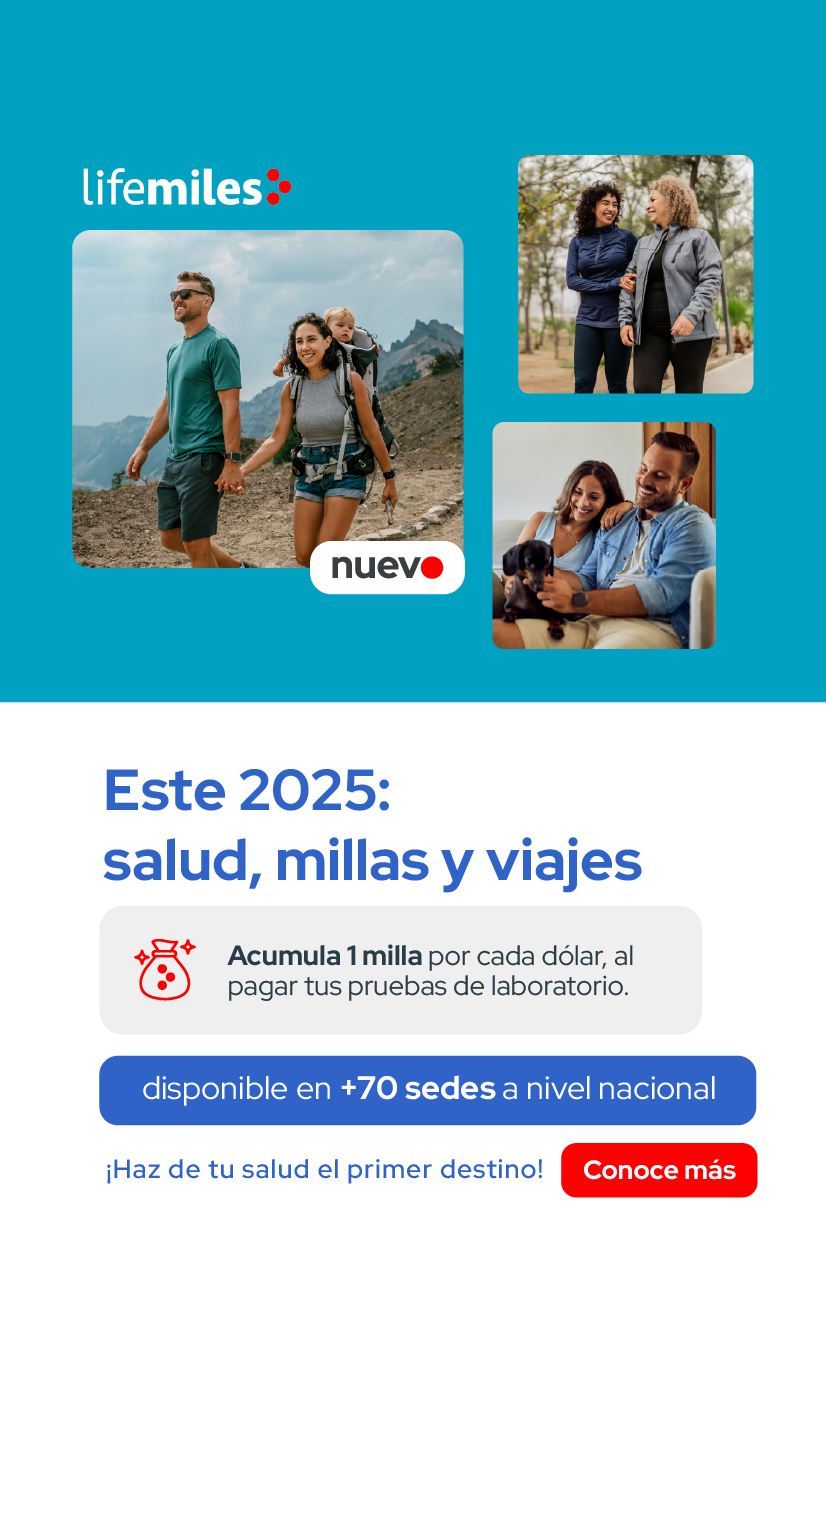 lifemiles
nuevo
Este 2025:
salud, millas y viajes
Acumula 1 milla por cada dólar, al
pagar tus pruebas de laboratorio.
disponible en +70 sedes a nivel nacional
¡Haz de tu salud el primer destino!
Conoce más